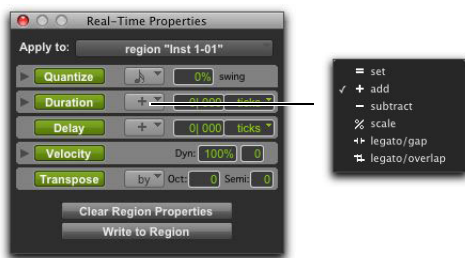 Real-Time Properties
Apply to: region "Inst 1-01"
Quantize 0% swing
Duration + 0| 000 ticks
Delay + 0| 000 ticks
Velocity Dyn: 100% 0
Transpose by Oct: 0 Semi: 0
Clear Region Properties
Write to Region
= set
✓ + add
− subtract
% scale
legato/gap
legato/overlap